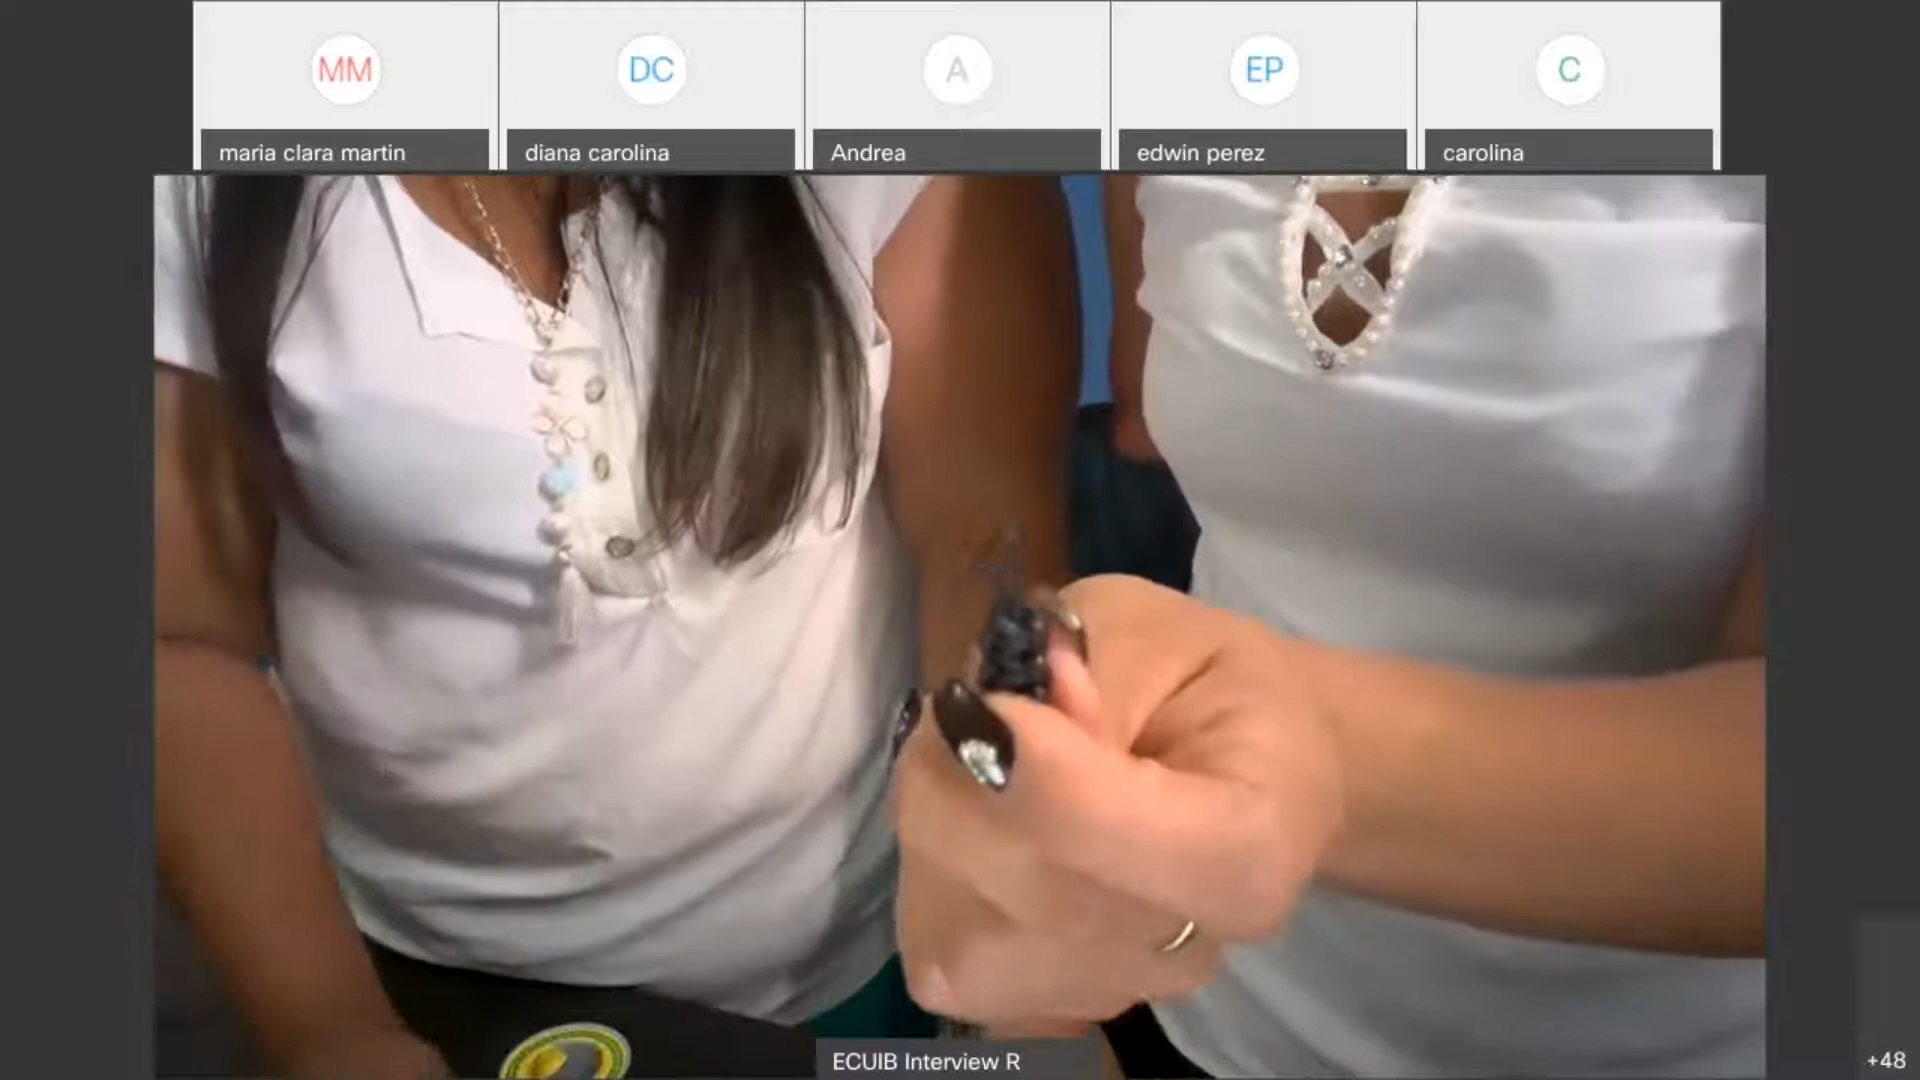 MM
DC
A
EP
C
maria clara martin
diana carolina
Andrea
edwin perez
carolina
ECUIB Interview R
+48